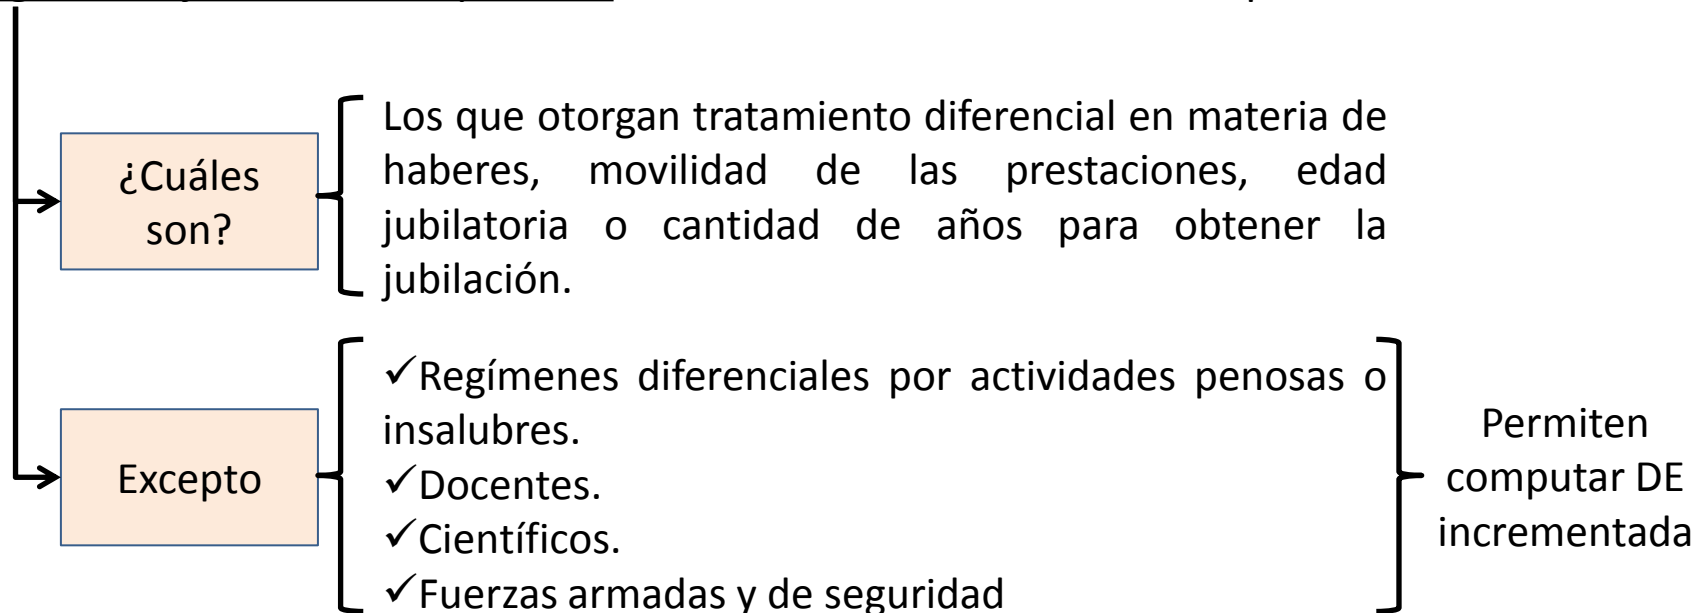 ¿Cuáles
son?
Los que otorgan tratamiento diferencial en materia de
haberes, movilidad de las prestaciones, edad
jubilatoria o cantidad de años para obtener la
jubilación.
Excepto
✓Regímenes diferenciales por actividades penosas o
insalubres.
✓Docentes.
✓Científicos.
✓Fuerzas armadas y de seguridad
Permiten
computar DE
incrementada